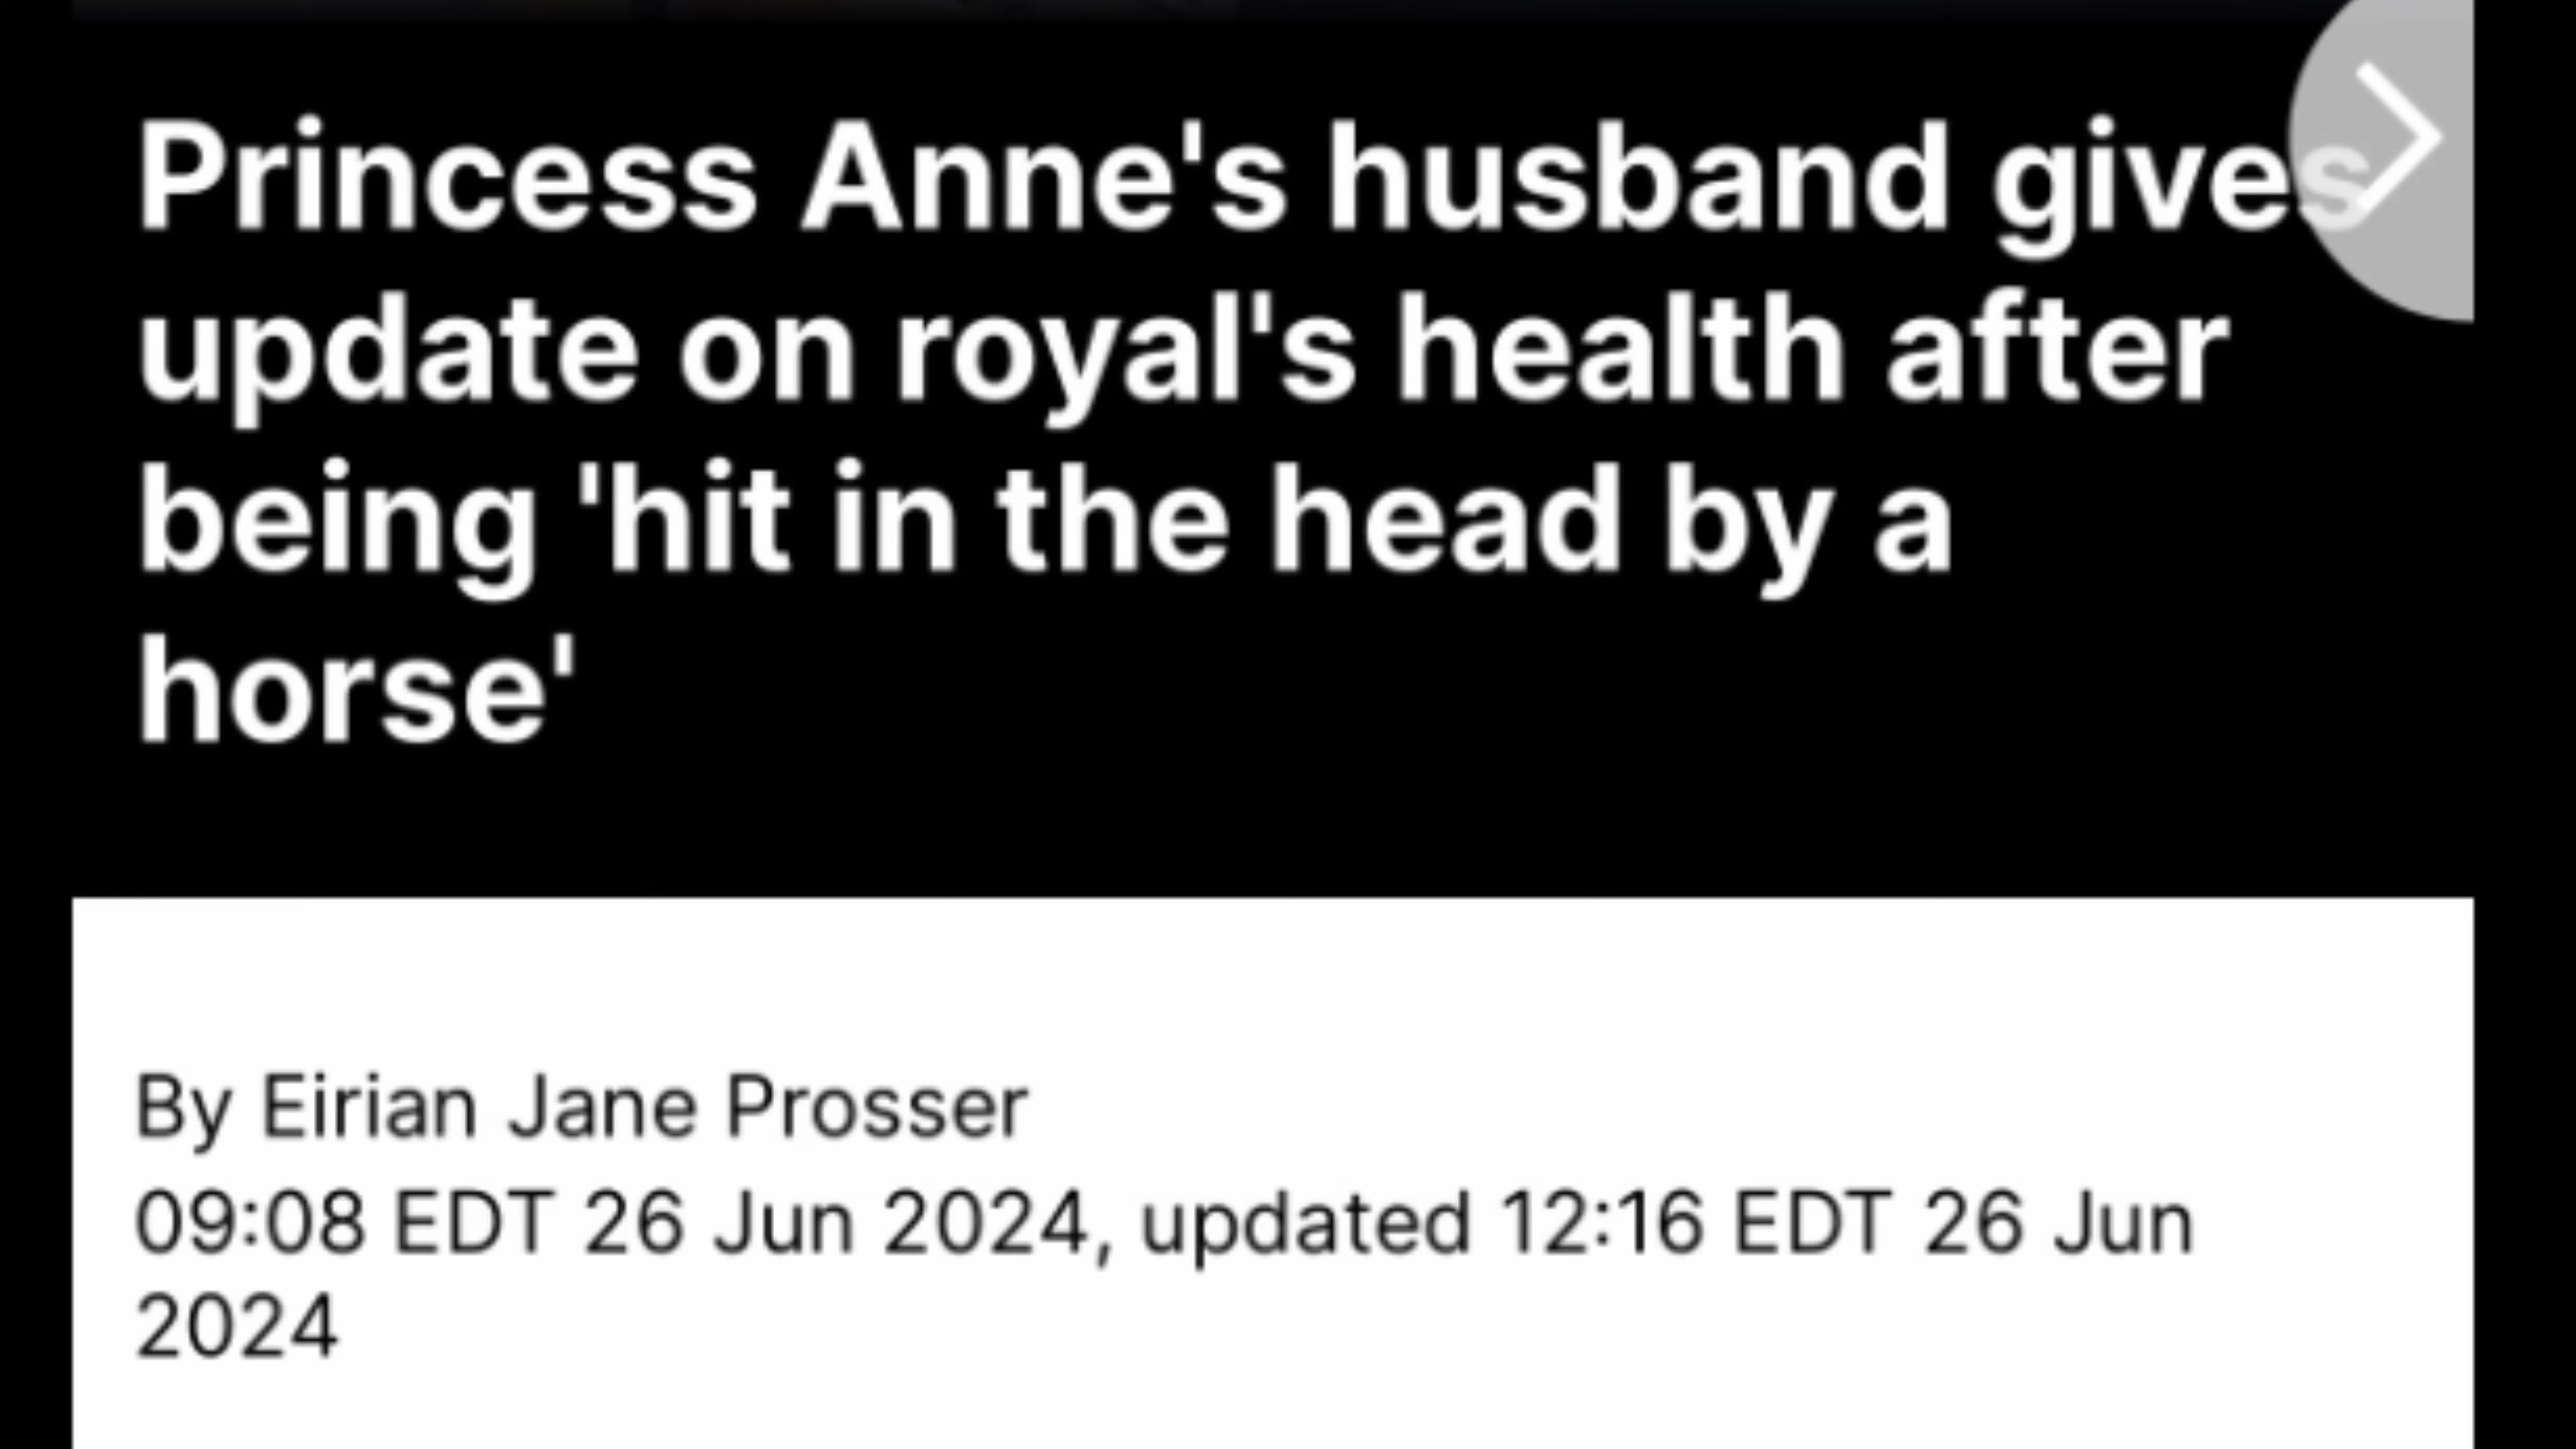 Princess Anne's husband gives
update on royal's health after
being 'hit in the head by a
horse'
By Eirian Jane Prosser
09:08 EDT 26 Jun 2024, updated 12:16 EDT 26 Jun
2024